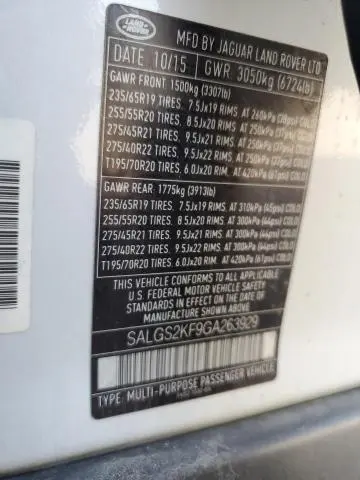 LAND ROVER
MFD BY JAGUAR LAND ROVER LTD
DATE 10/15 GWR 3050kg (6724lb)
GAWR FRONT 1500kg (3307lb)
235/65R19 TIRES. 7.5Jx19 RIMS AT 260kPa (38psi) COLD
255/55R20 TIRES. 8.5Jx20 RIMS AT 250kPa (37psi) COLD
275/45R21 TIRES. 9.5Jx21 RIMS AT 250kPa (37psi) COLD
275/40R22 TIRES. 9.5Jx22 RIMS AT 250kPa (37psi) COLD
T195/70R20 TIRES. 6.0Jx20 RIM AT 420kPa (61psi) COLD
GAWR REAR 1775kg (3913lb)
235/65R19 TIRES. 7.5Jx19 RIMS AT 310kPa (45psi) COLD
255/55R20 TIRES. 8.5Jx20 RIMS AT 300kPa (44psi) COLD
275/45R21 TIRES. 9.5Jx21 RIMS AT 300kPa (44psi) COLD
275/40R22 TIRES. 9.5Jx22 RIMS AT 300kPa (44psi) COLD
T195/70R20 TIRES. 6.0Jx20 RIM AT 420kPa (61psi) COLD
THIS VEHICLE CONFORMS TO ALL APPLICABLE
U.S. FEDERAL MOTOR VEHICLE SAFETY STANDARDS
IN EFFECT ON THE DATE OF MANUFACTURE SHOWN ABOVE
SALGS2KF9GA263929
TYPE: MULTI-PURPOSE PASSENGER VEHICLE